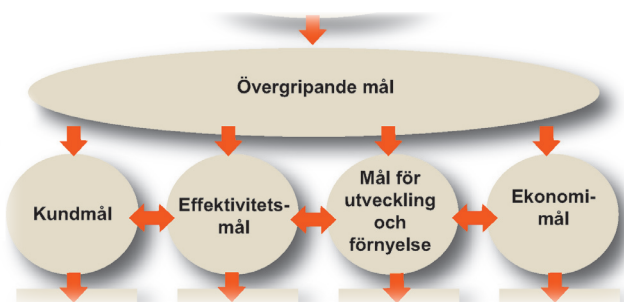 Övergripande mål
Kundmål
Effektivitets-
mål
Mål för
utveckling
och
förnyelse
Ekonomi-
mål